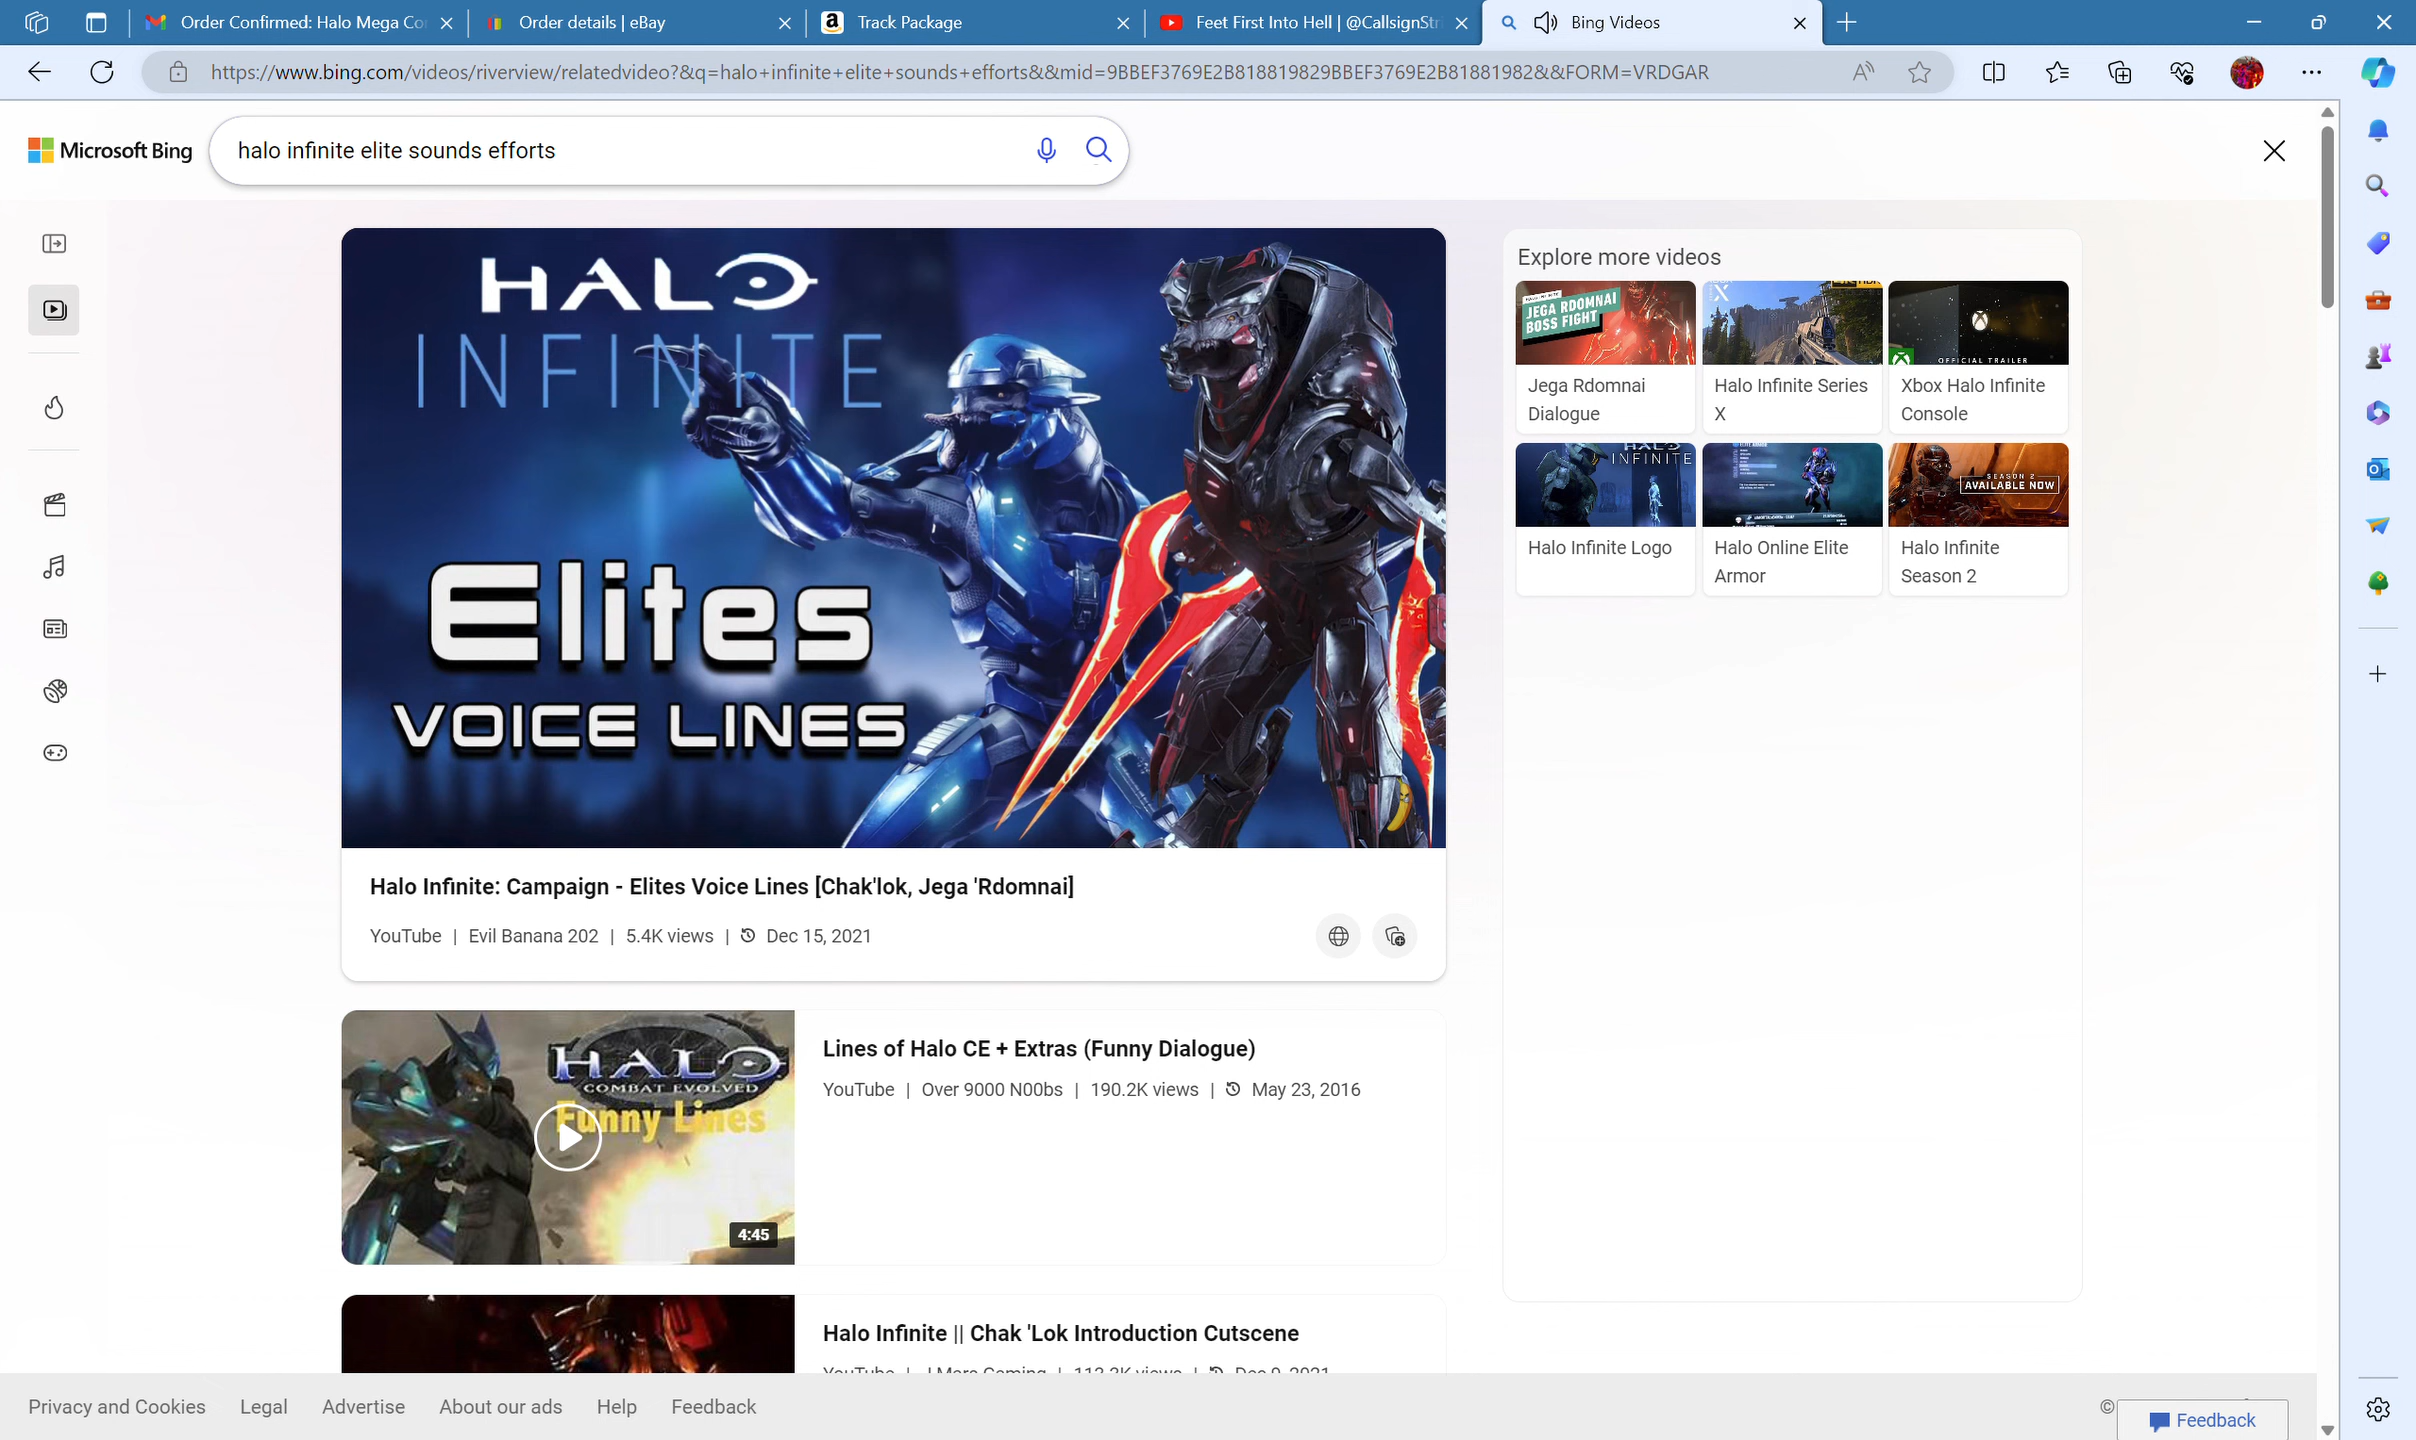 Order Confirmed: Halo Mega Co
Order details | eBay
Track Package
Feet First Into Hell | @CallsignStri
Bing Videos
https://www.bing.com/videos/riverview/relatedvideo?&q=halo+infinite+elite+sounds+efforts&&mid=9BBEF3769E2B818819829BBEF3769E2B81881982&&FORM=VRDGAR
Microsoft Bing
halo infinite elite sounds efforts
HALO
INFINITE
Elites
VOICE LINES
Halo Infinite: Campaign - Elites Voice Lines [Chak'lok, Jega 'Rdomnai]
YouTube | Evil Banana 202 | 5.4K views | Dec 15, 2021
HALO
COMBAT EVOLVED
Funny Lines
4:45
Lines of Halo CE + Extras (Funny Dialogue)
YouTube | Over 9000 N00bs | 190.2K views | May 23, 2016
Halo Infinite || Chak 'Lok Introduction Cutscene
Explore more videos
JEGA RDOMNAI
BOSS FIGHT
Jega Rdomnai
Dialogue
X
Halo Infinite Series
X
OFFICIAL TRAILER
Xbox Halo Infinite
Console
HALO
INFINITE
Halo Infinite Logo
Halo Online Elite
Armor
SEASON 2
AVAILABLE NOW
Halo Infinite
Season 2
Privacy and Cookies
Legal
Advertise
About our ads
Help
Feedback
©
Feedback